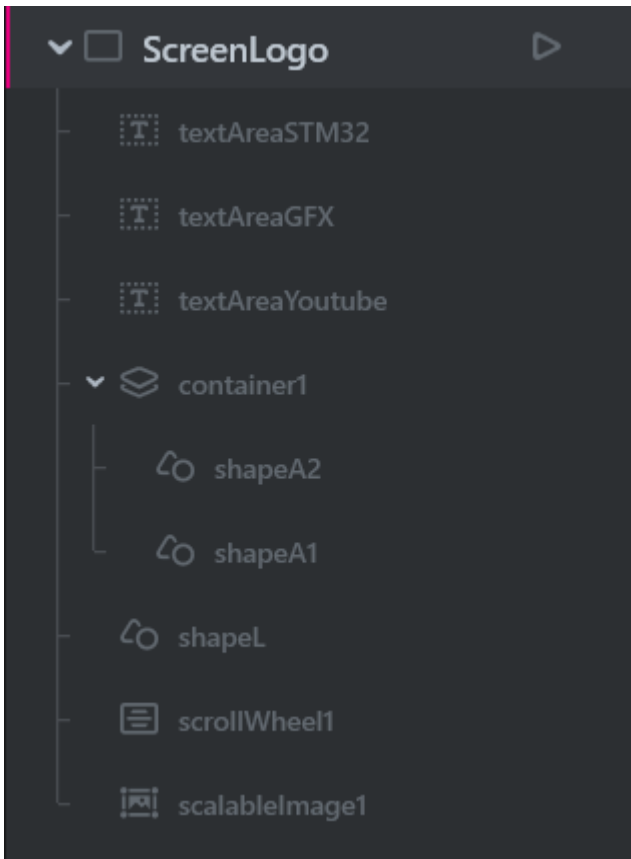 ScreenLogo
textAreaSTM32
textAreaGFX
textAreaYoutube
container1
shapeA2
shapeA1
shapeL
scrollWheel1
scalableImage1